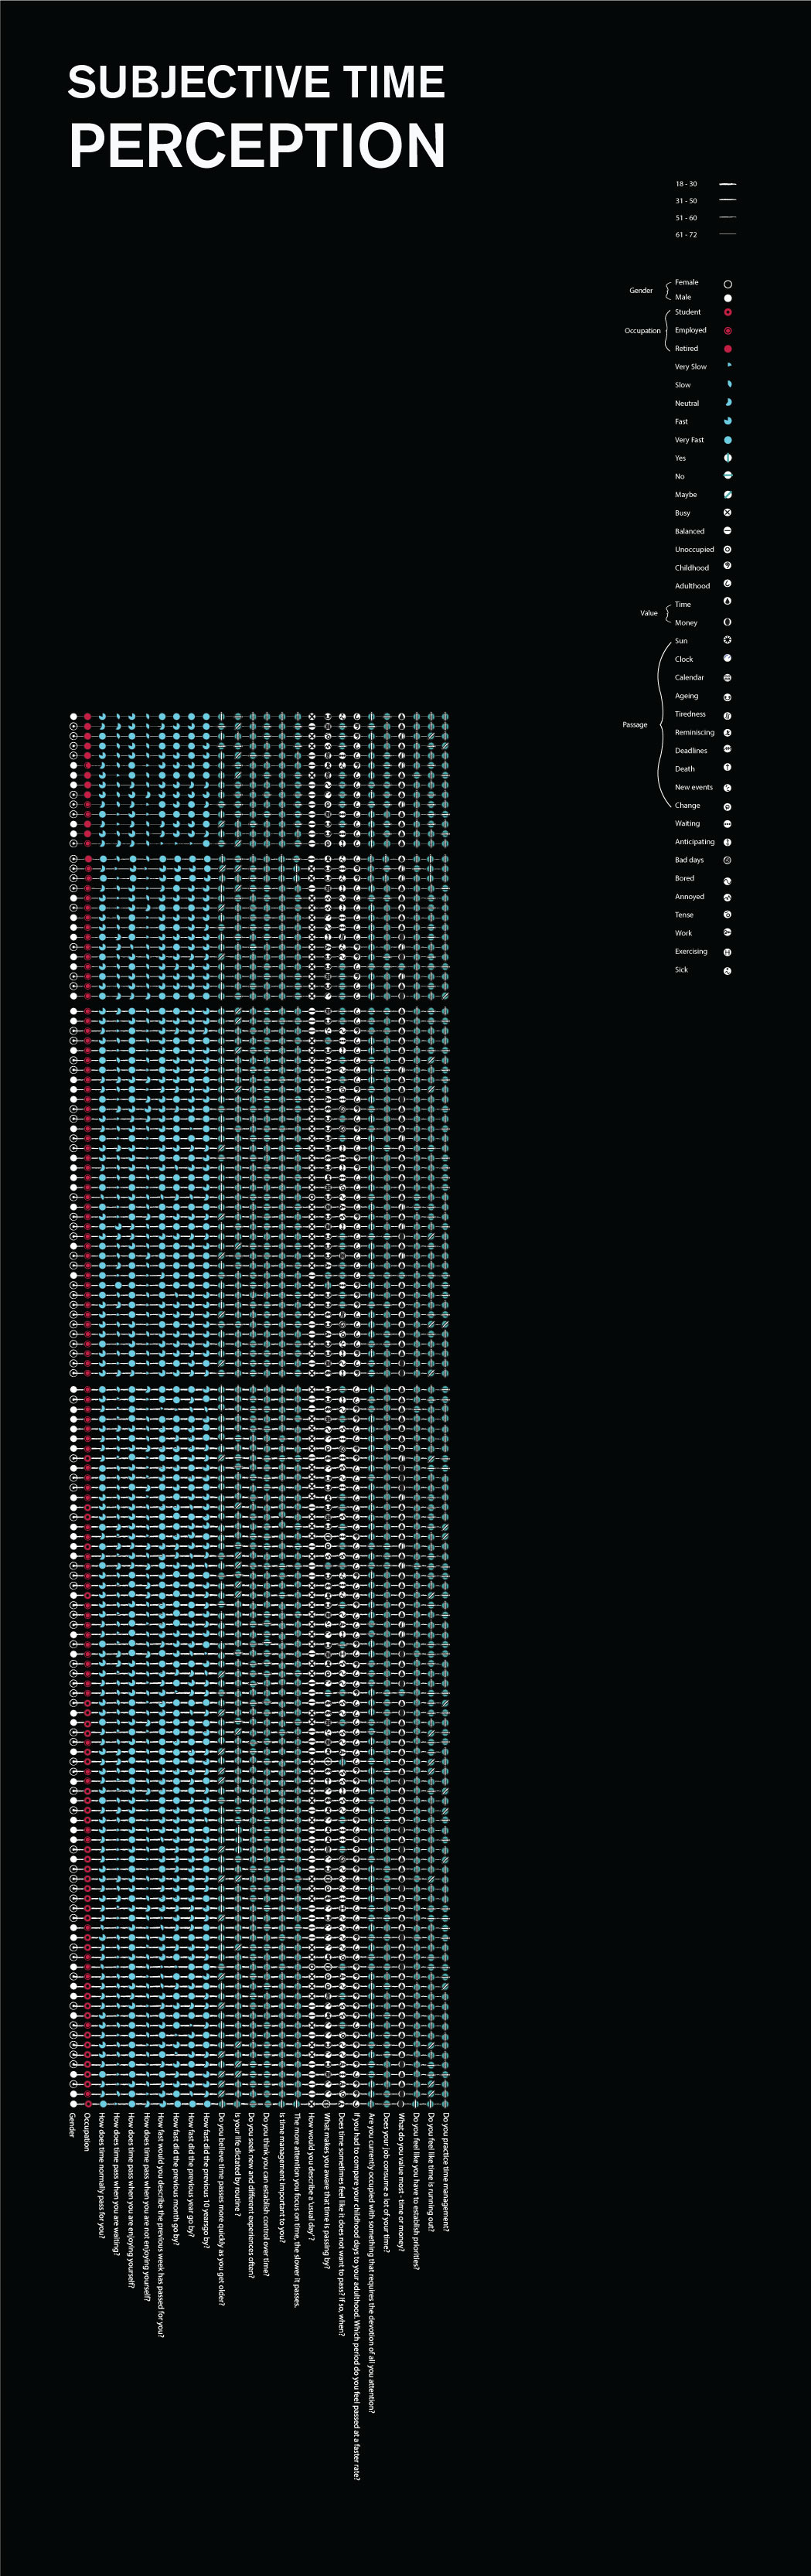 SUBJECTIVE TIME
PERCEPTION
18 - 30
31 - 50
51 - 60
61 - 72
Gender
Female
Male
Occupation
Student
Employed
Retired
Very Slow
Slow
Neutral
Fast
Very Fast
Yes
No
Maybe
Busy
Balanced
Unoccupied
Childhood
Adulthood
Value
Time
Money
Passage
Sun
Clock
Calendar
Ageing
Tiredness
Reminiscing
Deadlines
Death
New events
Change
Waiting
Anticipating
Bad days
Bored
Annoyed
Tense
Work
Exercising
Sick
Gender
Occupation
How does time normally pass for you?
How does time pass when you are waiting?
How does time pass when you are enjoying yourself?
How does time pass when you are not enjoying yourself?
How fast would you describe the previous week has passed for you?
How fast did the previous month go by?
How fast did the previous year go by?
How fast did the previous 10 yearsgo by?
Do you believe time passes more quickly as you get older?
Is your life dictated by routine ?
Do you seek new and different experiences often?
Do you think you can establish control over time?
Is time management important to you?
The more attention you focus on time, the slower it passes.
How would you describe a 'usual day' ?
What makes you aware that time is passing by?
Does time sometimes feel like it does not want to pass? If so, when?
If you had to compare your childhood days to your adulthood. Which period do you feel passed at a faster rate?
Are you currently occupied with something that requires the devotion of all you attention?
Does your job consume a lot of your time?
What do you value most - time or money?
Do you feel like you have to establish priorities?
Do you feel like time is running out?
Do you practice time management?